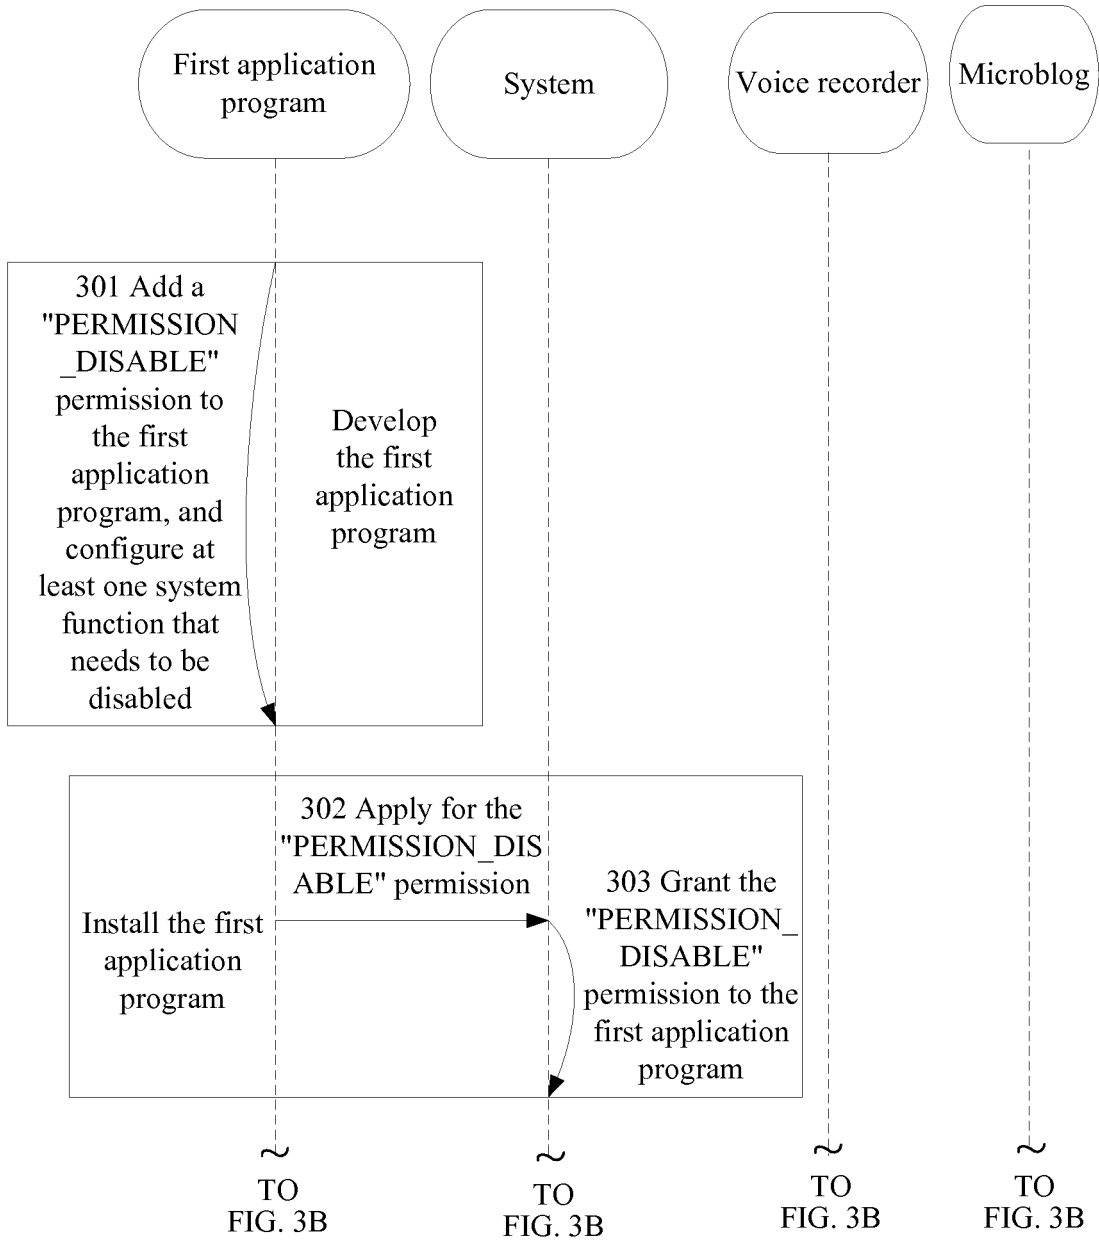 First application
program
System
Voice recorder
Microblog
301 Add a
"PERMISSION
_DISABLE"
permission to
the first
application
program, and
configure at
least one system
function that
needs to be
disabled
Develop
the first
application
program
302 Apply for the
"PERMISSION_DIS
ABLE" permission
Install the first
application
program
303 Grant the
"PERMISSION_
DISABLE"
permission to the
first application
program
TO
FIG. 3B
TO
FIG. 3B
TO
FIG. 3B
TO
FIG. 3B